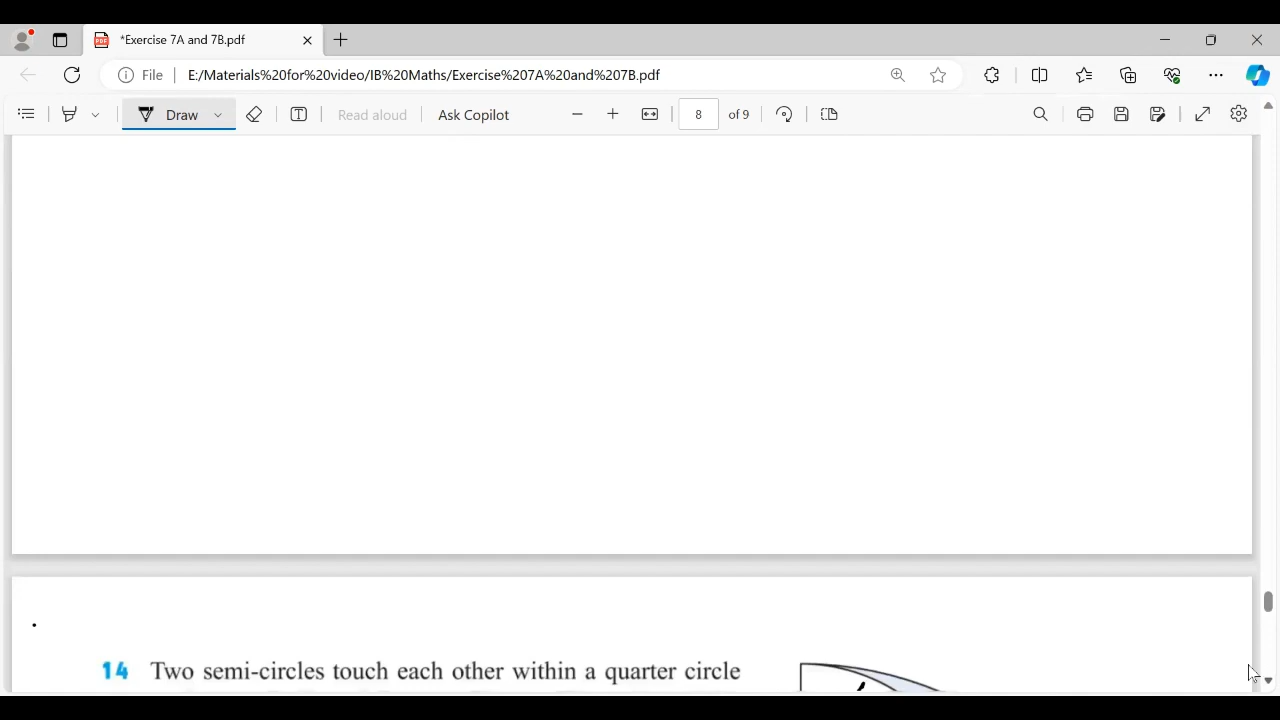 *Exercise 7A and 7B.pdf
File
E:/Materials%20for%20video/IB%20Maths/Exercise%207A%20and%207B.pdf
Draw
Read aloud
Ask Copilot
8
of 9
14 Two semi-circles touch each other within a quarter circle